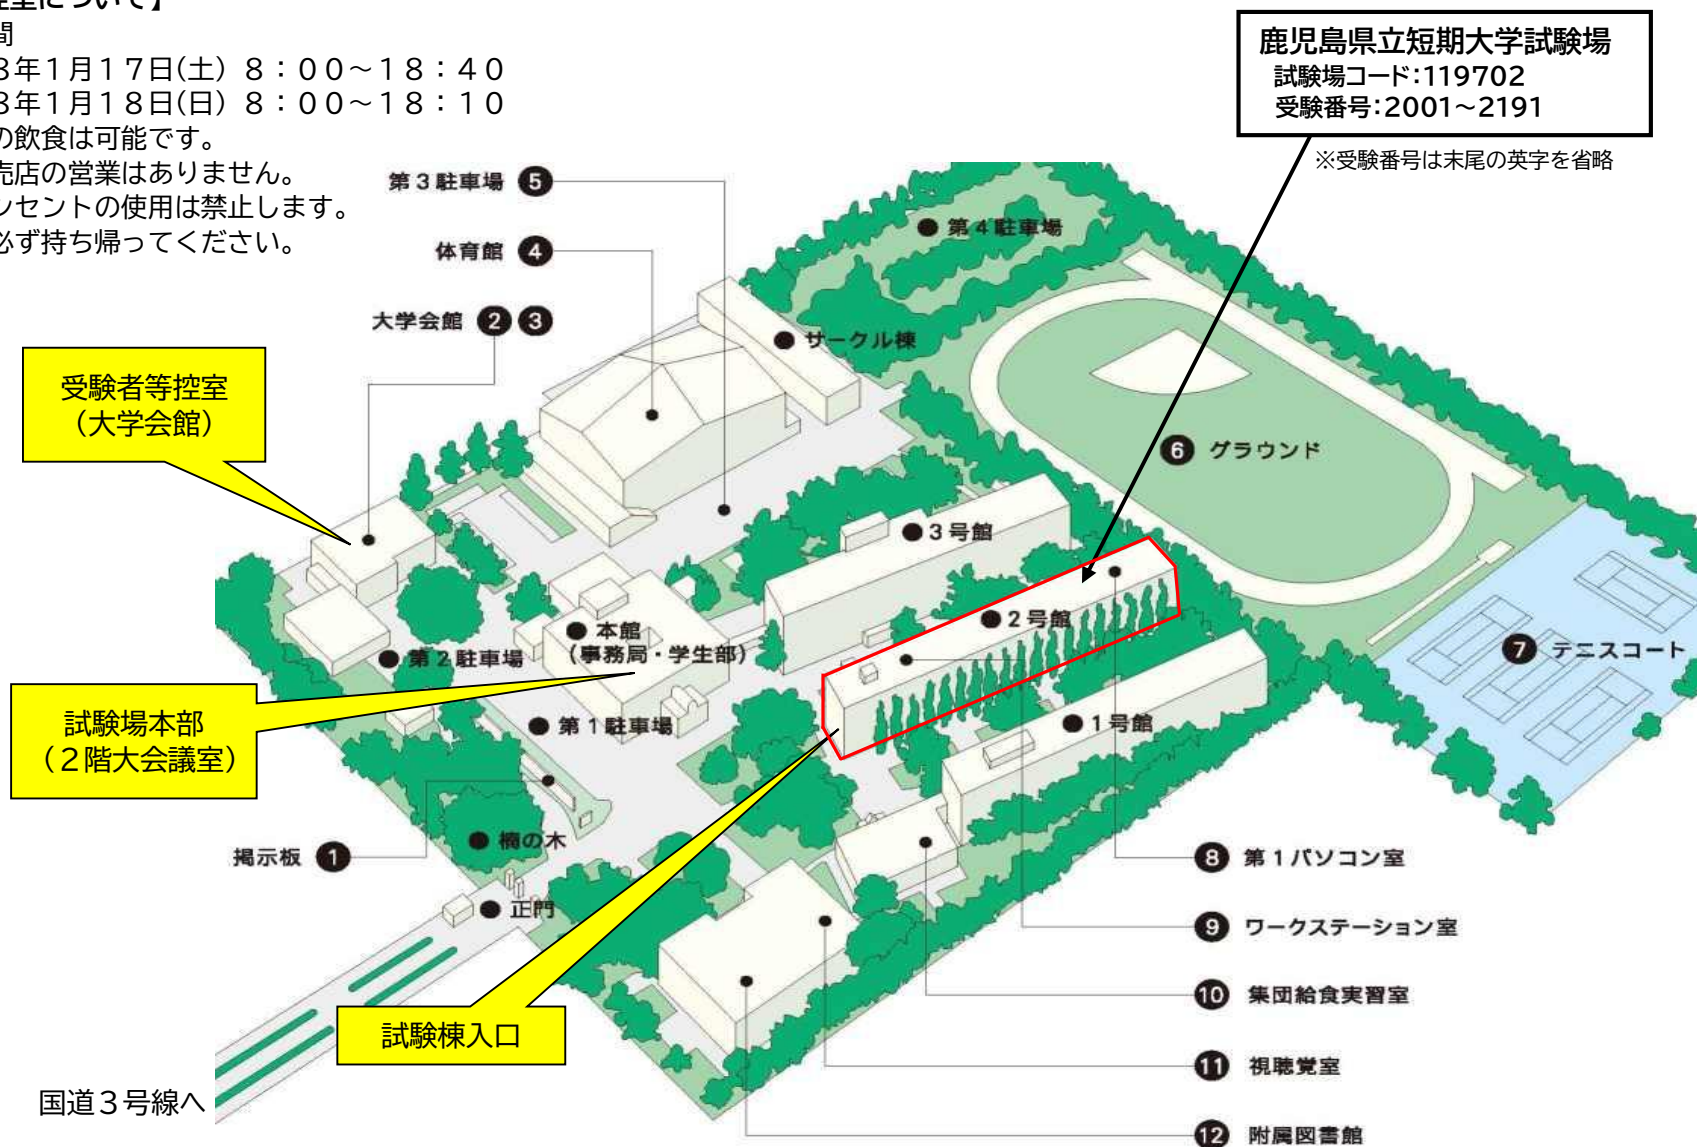 室について】
間
8年１月１７日(土) ８：００～１８：４０
8年１月１８日(日) ８：００～１８：１０
の飲食は可能です。
売店の営業はありません。
ンセントの使用は禁止します。
必ず持ち帰ってください。
鹿児島県立短期大学試験場
試験場コード：119702
受験番号：2001～2191
※受験番号は末尾の英字を省略
第３駐車場 5
体育館 4
大学会館 2 3
第４駐車場
サークル棟
受験者等控室
（大学会館）
6 グラウンド
3号館
2号館
本館
（事務局・学生部）
第２駐車場
7 テニスコート
試験場本部
（２階大会議室）
第１駐車場
1号館
楠の木
掲示板 1
正門
8 第１パソコン室
9 ワークステーション室
10 集団給食実習室
試験棟入口
11 視聴覚室
国道３号線へ
12 附属図書館